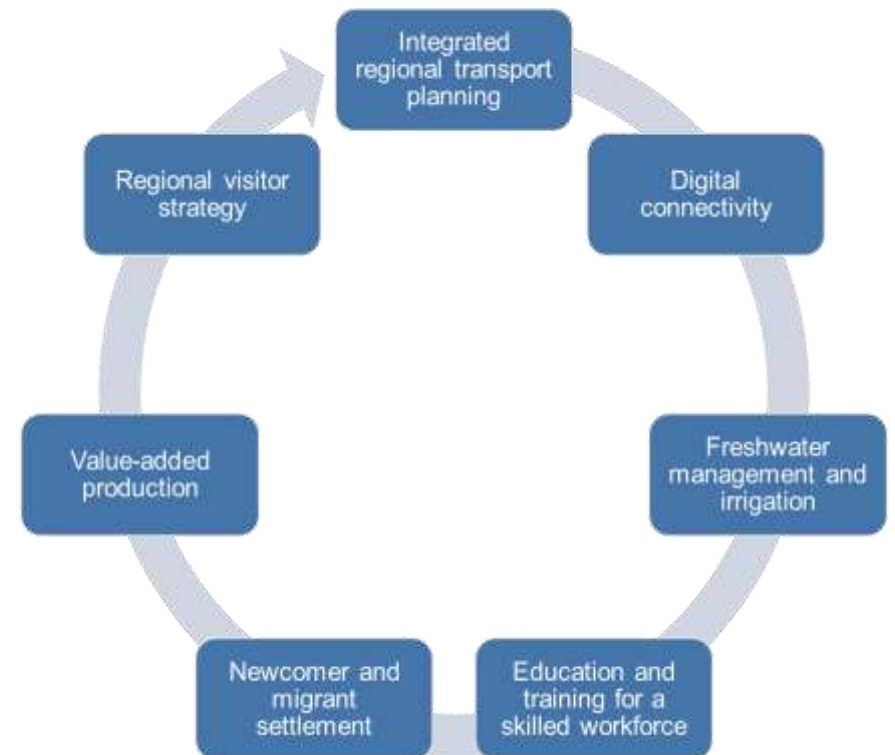 Integrated
regional transport
planning
Digital
connectivity
Freshwater
management and
irrigation
Education and
training for a
skilled workforce
Newcomer and
migrant
settlement
Value-added
production
Regional visitor
strategy